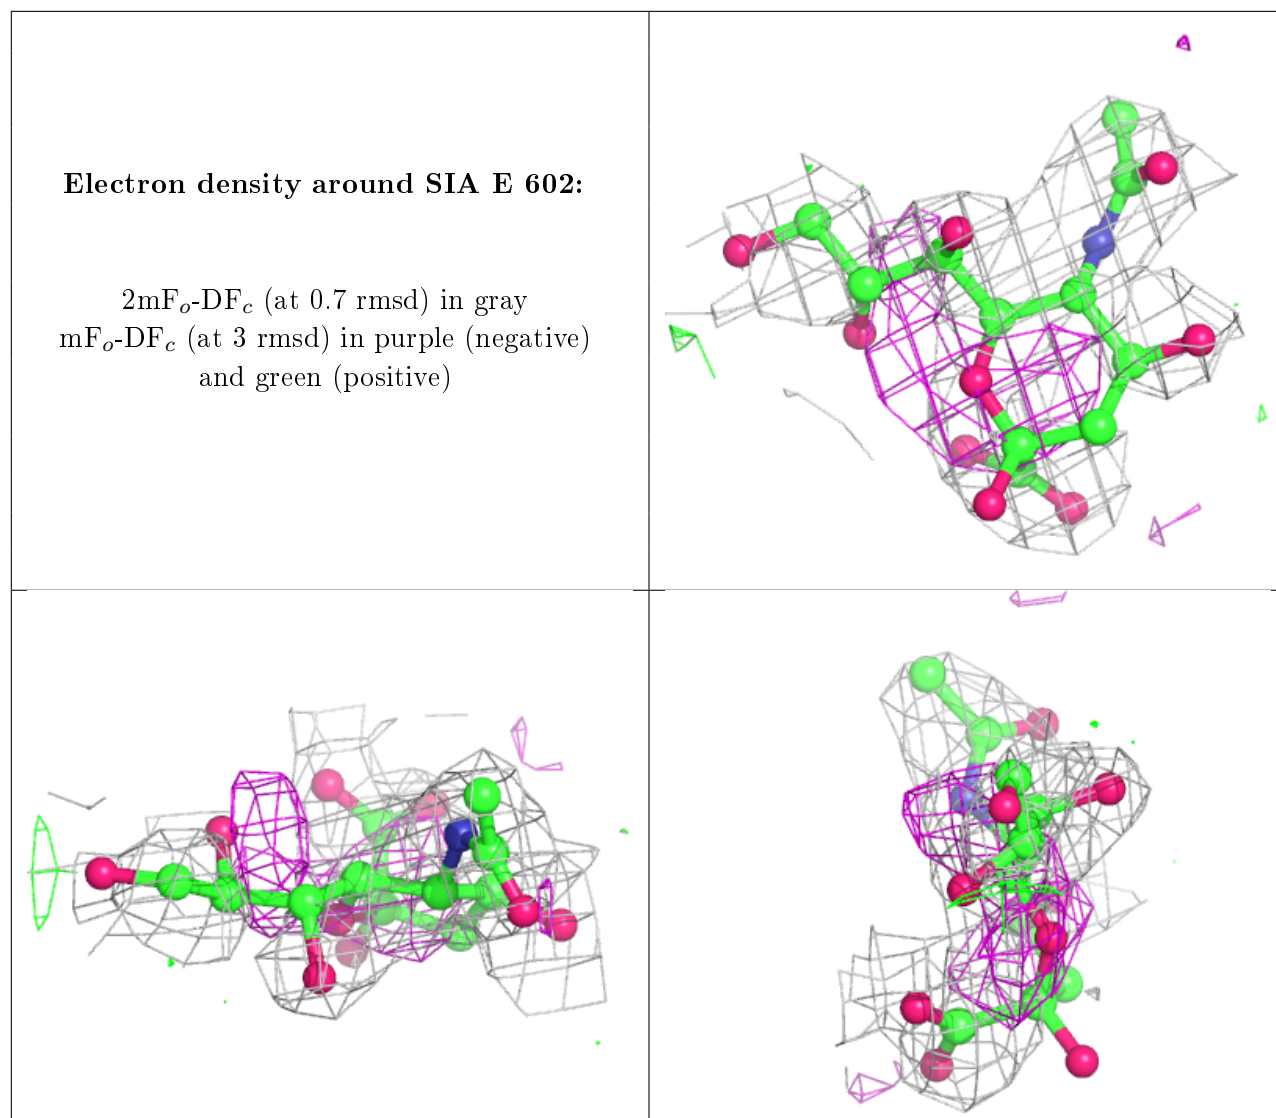 Electron density around SIA E 602:
2mFo-DFc (at 0.7 rmsd) in gray
mFo-DFc (at 3 rmsd) in purple (negative)
and green (positive)